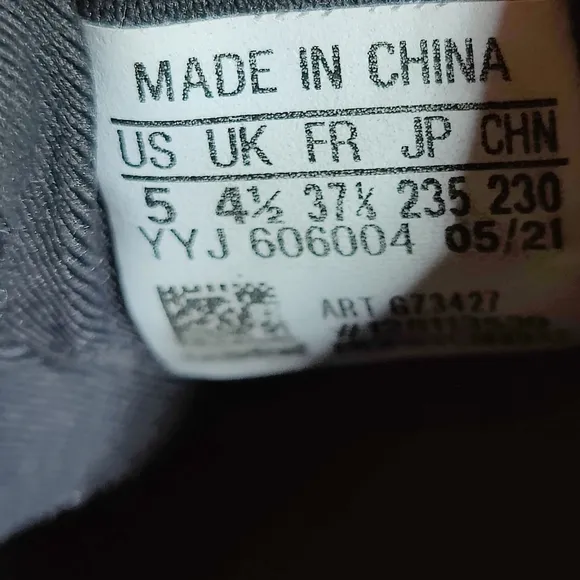 MADE IN CHINA
US UK FR JP CHN
5 4½ 37⅓ 235 230
YYJ 606004 05/21
ART G73427